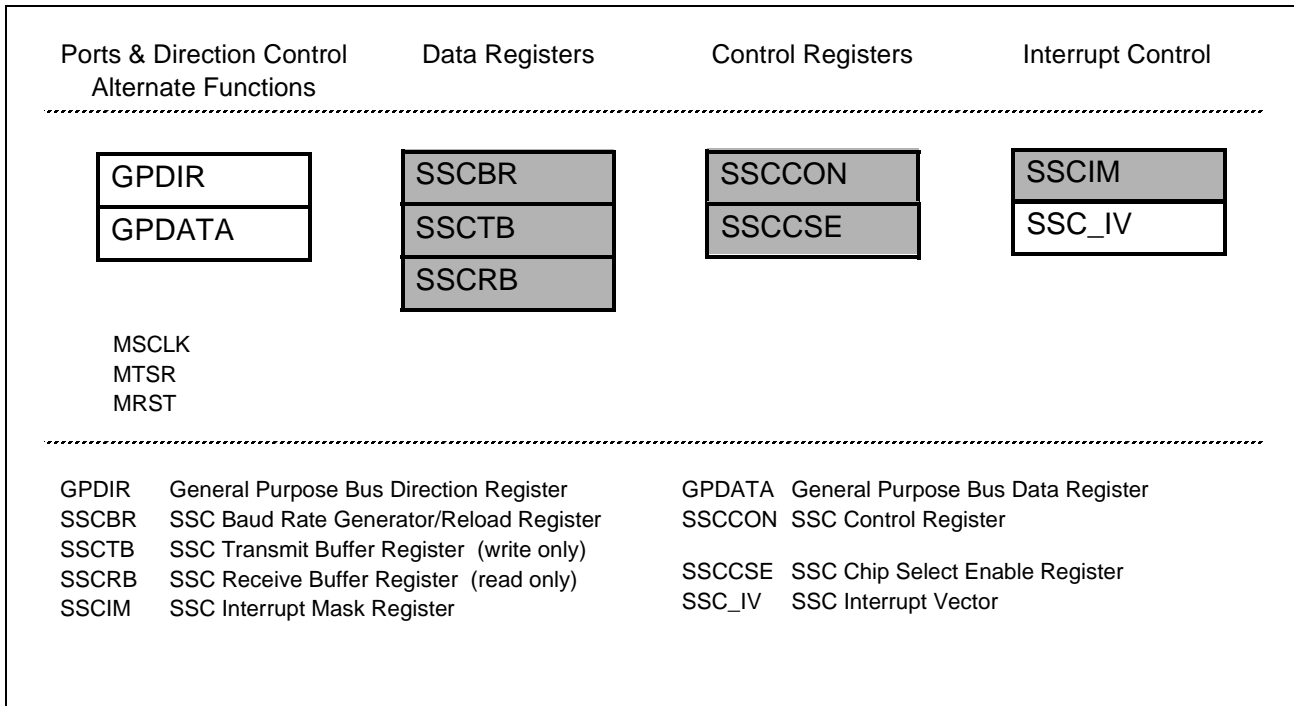 Ports & Direction Control
Alternate Functions
Data Registers
Control Registers
Interrupt Control
GPDIR
GPDATA
SSCBR
SSCTB
SSCRB
SSCCON
SSCCSE
SSCIM
SSC_IV
MSCLK
MTSR
MRST
GPDIR General Purpose Bus Direction Register
SSCBR SSC Baud Rate Generator/Reload Register
SSCTB SSC Transmit Buffer Register (write only)
SSCRB SSC Receive Buffer Register (read only)
SSCIM SSC Interrupt Mask Register
GPDATA General Purpose Bus Data Register
SSCCON SSC Control Register
SSCCSE SSC Chip Select Enable Register
SSC_IV SSC Interrupt Vector